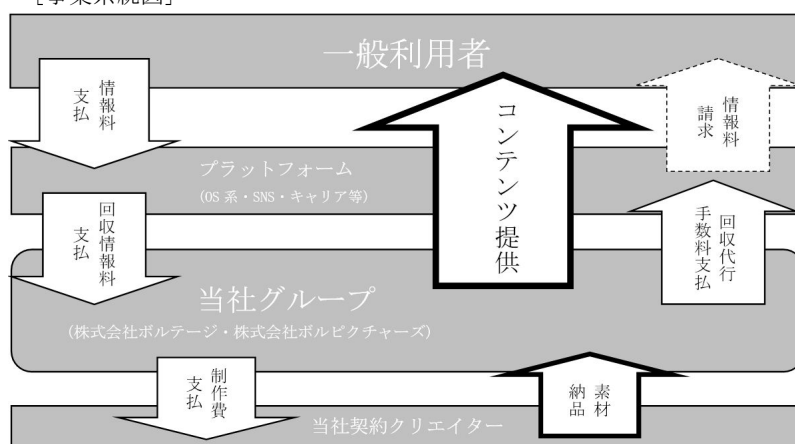 [事業系統図]
一般利用者
情報料
支払
コンテンツ提供
情報料
請求
プラットフォーム
(OS系・SNS・キャリア等)
回収情報料
支払
回収代行
手数料支払
当社グループ
(株式会社ボルテージ・株式会社ボルピクチャーズ)
制作費
支払
素材
納品
当社契約クリエイター